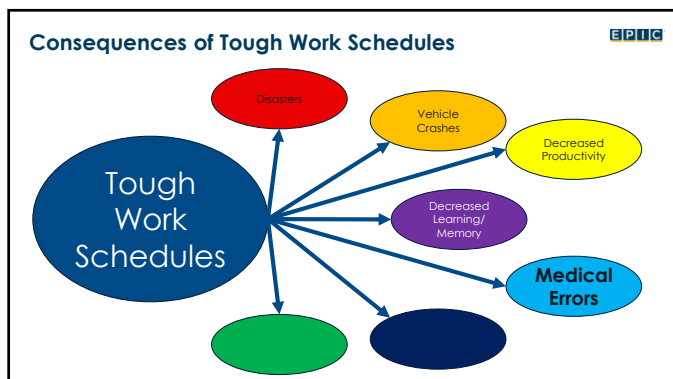 Consequences of Tough Work Schedules
EPIC
Disasters
Vehicle
Crashes
Decreased
Productivity
Tough
Work
Schedules
Decreased
Learning/
Memory
Medical
Errors